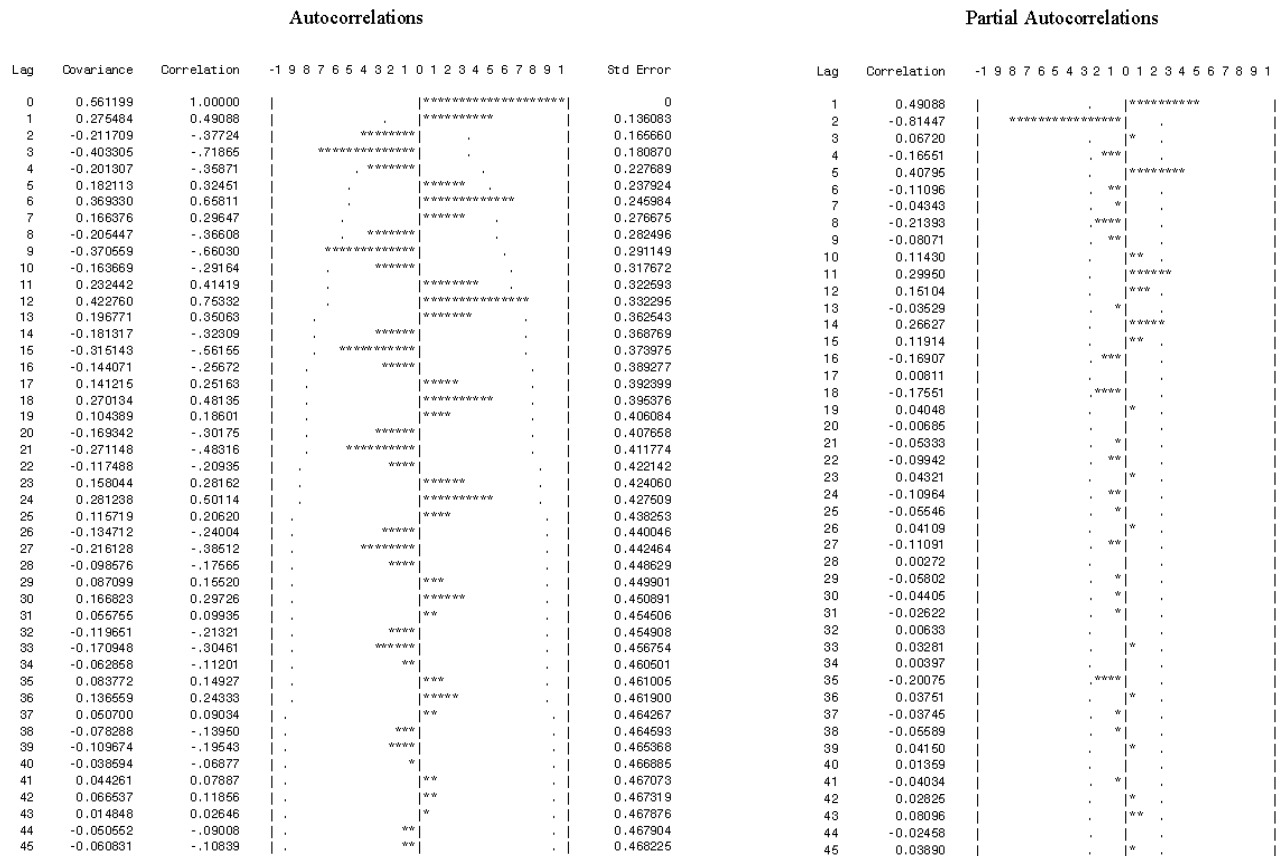 Autocorrelations
Lag Covariance Correlation -1 9 8 7 6 5 4 3 2 1 0 1 2 3 4 5 6 7 8 9 1 Std Error
0 0.561199 1.00000 | |********************| 0
1 0.275484 0.49088 | . |********** | 0.136083
2 -0.211709 -.37724 | ********| . | 0.165660
3 -0.403305 -.71865 | **************| . | 0.180870
4 -0.201307 -.35871 | . *******| . | 0.227689
5 0.182113 0.32451 | . |****** . | 0.237924
6 0.369330 0.65811 | . |************* | 0.245984
7 0.166376 0.29647 | . |****** . | 0.276675
8 -0.205447 -.36608 | . *******| . | 0.282496
9 -0.370559 -.66030 | *************| . | 0.291149
10 -0.163669 -.29164 | . ******| . | 0.317672
11 0.232442 0.41419 | . |******** . | 0.322593
12 0.422760 0.75332 | . |*************** | 0.332295
13 0.196771 0.35063 | . |******* . | 0.362543
14 -0.181317 -.32309 | . ******| . | 0.368769
15 -0.315143 -.56155 | . ***********| . | 0.373975
16 -0.144071 -.25672 | . *****| . | 0.389277
17 0.141215 0.25163 | . |***** . | 0.392399
18 0.270134 0.48135 | . |********** . | 0.395376
19 0.104389 0.18601 | . |**** . | 0.406084
20 -0.169342 -.30175 | . ******| . | 0.407658
21 -0.271148 -.48316 | . **********| . | 0.411774
22 -0.117488 -.20935 | . ****| . | 0.422142
23 0.158044 0.28162 | . |****** . | 0.424060
24 0.281238 0.50114 | . |********** . | 0.427509
25 0.115719 0.20620 | . |**** . | 0.438253
26 -0.134712 -.24004 | . *****| . | 0.440046
27 -0.216128 -.38512 | . ********| . | 0.442464
28 -0.098576 -.17565 | . ****| . | 0.448629
29 0.087099 0.15520 | . |*** . | 0.449901
30 0.166823 0.29726 | . |****** . | 0.450891
31 0.055755 0.09935 | . |** . | 0.454506
32 -0.119651 -.21321 | . ****| . | 0.454908
33 -0.170948 -.30461 | . ******| . | 0.456754
34 -0.062858 -.11201 | . **| . | 0.460501
35 0.083772 0.14927 | . |*** . | 0.461005
36 0.136559 0.24333 | . |***** . | 0.461900
37 0.050700 0.09034 | . |** . | 0.464267
38 -0.078288 -.13950 | . ***| . | 0.464593
39 -0.109674 -.19543 | . ****| . | 0.465368
40 -0.038594 -.06877 | . *| . | 0.466885
41 0.044261 0.07887 | . |** . | 0.467073
42 0.066537 0.11856 | . |** . | 0.467319
43 0.014848 0.02646 | . |* . | 0.467876
44 -0.050552 -.09008 | . **| . | 0.467904
45 -0.060831 -.10839 | . **| . | 0.468225
Partial Autocorrelations
Lag Correlation -1 9 8 7 6 5 4 3 2 1 0 1 2 3 4 5 6 7 8 9 1
1 0.49088 | . |********** |
2 -0.81447 | ****************| . |
3 0.06720 | . |* . |
4 -0.16551 | . ***| . |
5 0.40795 | . |******** |
6 -0.11096 | . **| . |
7 -0.04343 | . *| . |
8 -0.21393 | .****| . |
9 -0.08071 | . **| . |
10 0.11430 | . |** . |
11 0.29950 | . |****** |
12 0.15104 | . |*** . |
13 -0.03529 | . *| . |
14 0.26627 | . |***** |
15 0.11914 | . |** . |
16 -0.16907 | . ***| . |
17 0.00811 | . | . |
18 -0.17551 | .****| . |
19 0.04048 | . |* . |
20 -0.00685 | . | . |
21 -0.05333 | . *| . |
22 -0.09942 | . **| . |
23 0.04321 | . |* . |
24 -0.10964 | . **| . |
25 -0.05546 | . *| . |
26 0.04109 | . |* . |
27 -0.11091 | . **| . |
28 0.00272 | . | . |
29 -0.05802 | . *| . |
30 -0.04405 | . *| . |
31 -0.02622 | . *| . |
32 0.00633 | . | . |
33 0.03281 | . |* . |
34 0.00397 | . | . |
35 -0.20075 | .****| . |
36 0.03751 | . |* . |
37 -0.03745 | . *| . |
38 -0.05589 | . *| . |
39 0.04150 | . |* . |
40 0.01359 | . | . |
41 -0.04034 | . *| . |
42 0.02825 | . |* . |
43 0.08096 | . |** . |
44 -0.02458 | . | . |
45 0.03890 | . |* . |